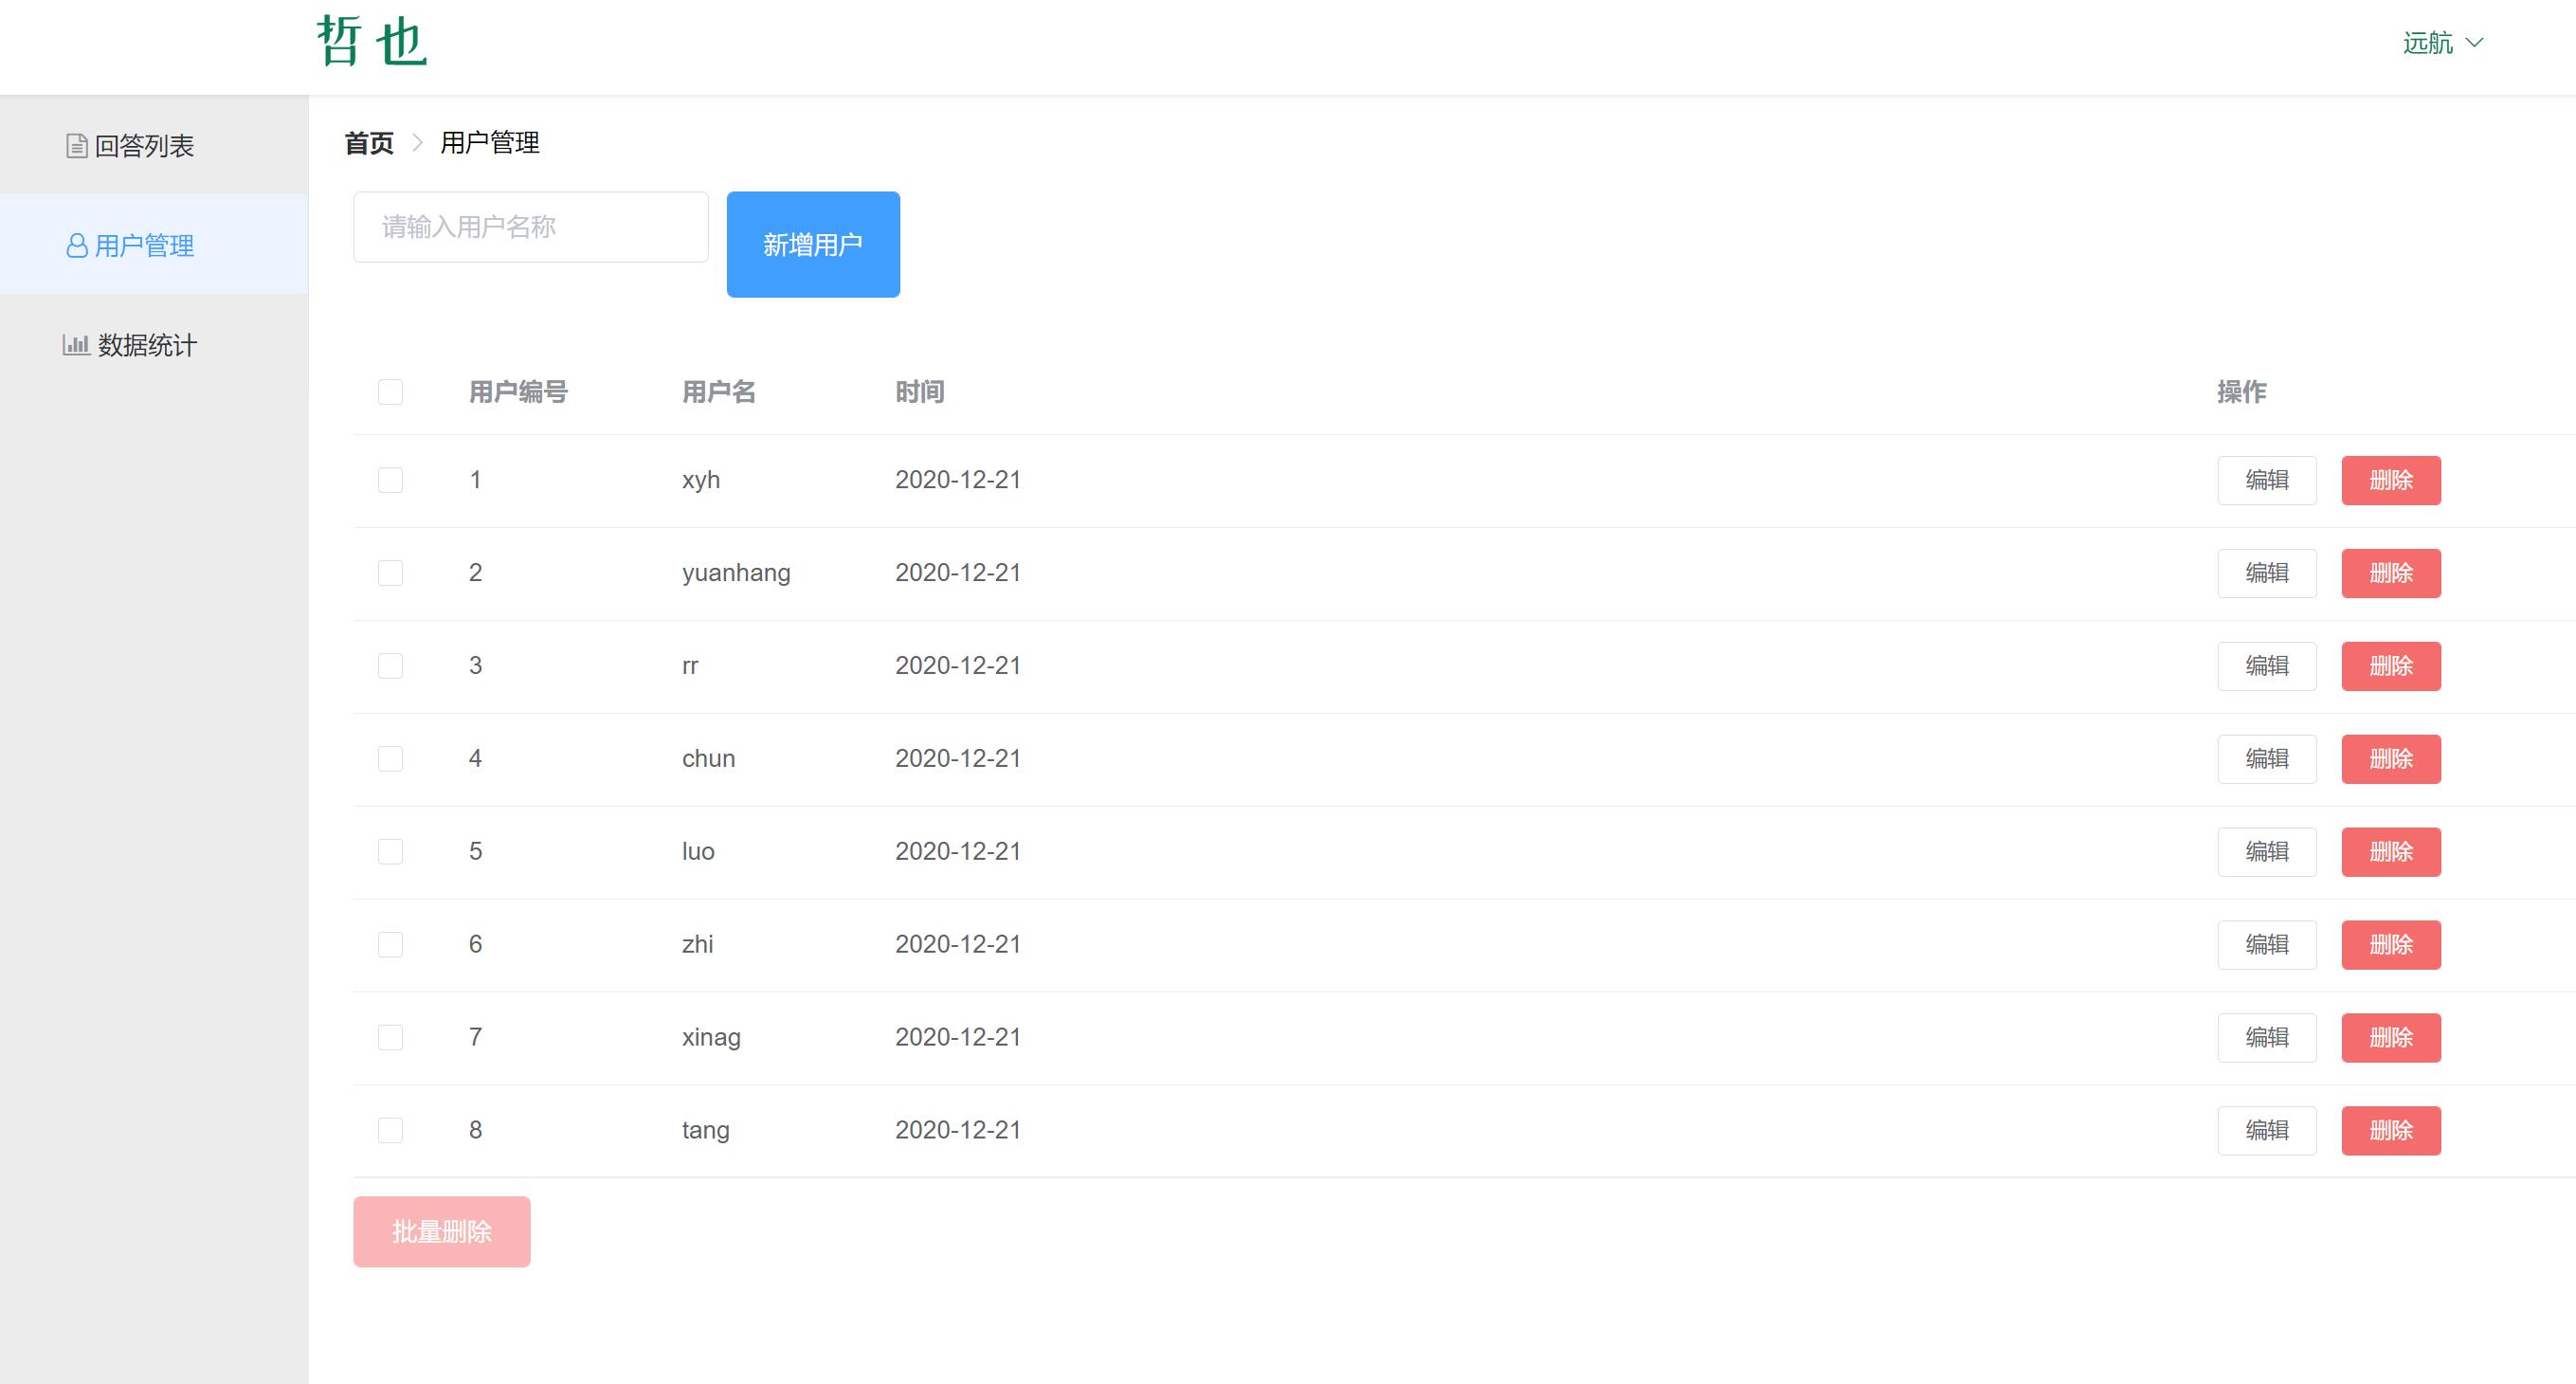 哲也
远航
回答列表
用户管理
数据统计
首页 用户管理
请输入用户名称 新增用户
用户编号 用户名 时间 操作
1 xyh 2020-12-21 编辑 删除
2 yuanhang 2020-12-21 编辑 删除
3 rr 2020-12-21 编辑 删除
4 chun 2020-12-21 编辑 删除
5 luo 2020-12-21 编辑 删除
6 zhi 2020-12-21 编辑 删除
7 xinag 2020-12-21 编辑 删除
8 tang 2020-12-21 编辑 删除
批量删除